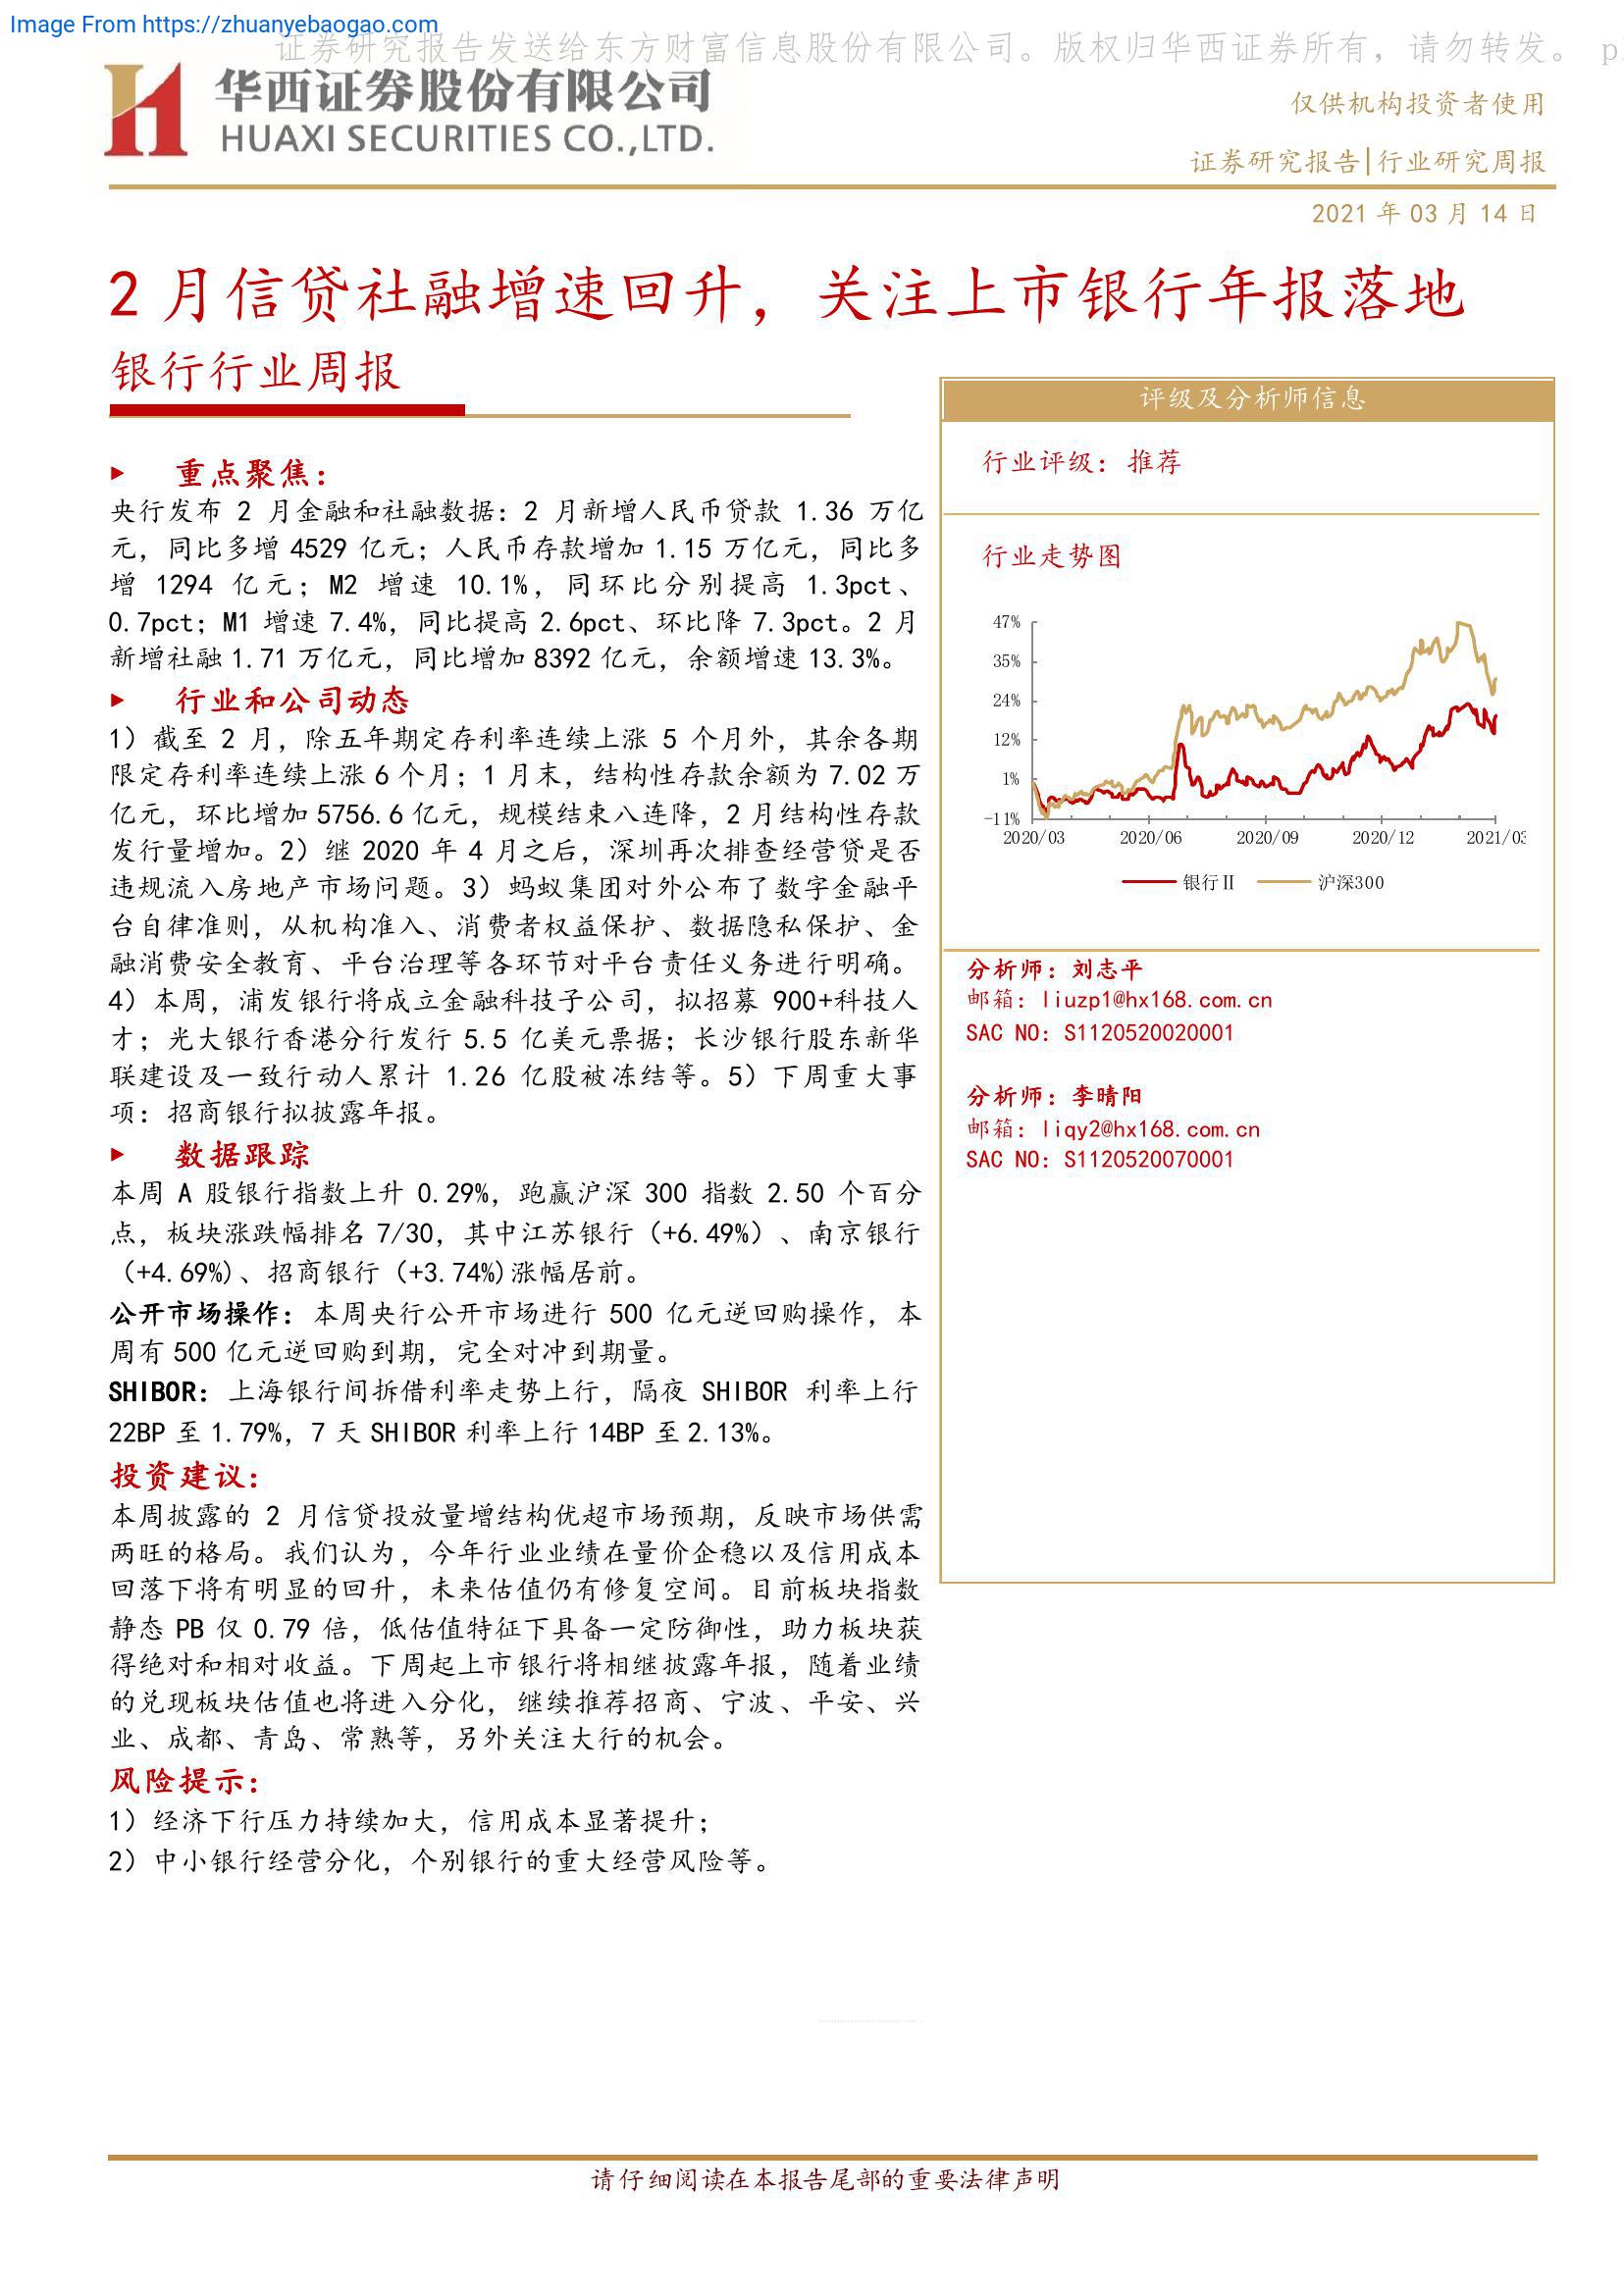 Image From https://zhuanyebaogao.com
证券研究报告发送给东方财富信息股份有限公司。版权归华西证券所有，请勿转发。 p
华西证券股份有限公司
HUAXI SECURITIES CO.,LTD.
仅供机构投资者使用
证券研究报告|行业研究周报
2021 年 03 月 14 日
2 月信贷社融增速回升，关注上市银行年报落地
银行行业周报
重点聚焦：
央行发布 2 月金融和社融数据：2 月新增人民币贷款 1.36 万亿
元，同比多增 4529 亿元；人民币存款增加 1.15 万亿元，同比多
增 1294 亿元；M2 增速 10.1%，同环比分别提高 1.3pct、
0.7pct；M1 增速 7.4%，同比提高 2.6pct、环比降 7.3pct。2 月
新增社融 1.71 万亿元，同比增加 8392 亿元，余额增速 13.3%。
行业和公司动态
1）截至 2 月，除五年期定存利率连续上涨 5 个月外，其余各期
限定存利率连续上涨 6 个月；1 月末，结构性存款余额为 7.02 万
亿元，环比增加 5756.6 亿元，规模结束八连降，2 月结构性存款
发行量增加。2）继 2020 年 4 月之后，深圳再次排查经营贷是否
违规流入房地产市场问题。3）蚂蚁集团对外公布了数字金融平
台自律准则，从机构准入、消费者权益保护、数据隐私保护、金
融消费安全教育、平台治理等各环节对平台责任义务进行明确。
4）本周，浦发银行将成立金融科技子公司，拟招募 900+科技人
才；光大银行香港分行发行 5.5 亿美元票据；长沙银行股东新华
联建设及一致行动人累计 1.26 亿股被冻结等。5）下周重大事
项：招商银行拟披露年报。
数据跟踪
本周 A 股银行指数上升 0.29%，跑赢沪深 300 指数 2.50 个百分
点，板块涨跌幅排名 7/30，其中江苏银行（+6.49%）、南京银行
（+4.69%)、招商银行（+3.74%)涨幅居前。
公开市场操作：本周央行公开市场进行 500 亿元逆回购操作，本
周有 500 亿元逆回购到期，完全对冲到期量。
SHIBOR：上海银行间拆借利率走势上行，隔夜 SHIBOR 利率上行
22BP 至 1.79%，7 天 SHIBOR 利率上行 14BP 至 2.13%。
投资建议：
本周披露的 2 月信贷投放量增结构优超市场预期，反映市场供需
两旺的格局。我们认为，今年行业业绩在量价企稳以及信用成本
回落下将有明显的回升，未来估值仍有修复空间。目前板块指数
静态 PB 仅 0.79 倍，低估值特征下具备一定防御性，助力板块获
得绝对和相对收益。下周起上市银行将相继披露年报，随着业绩
的兑现板块估值也将进入分化，继续推荐招商、宁波、平安、兴
业、成都、青岛、常熟等，另外关注大行的机会。
风险提示：
1）经济下行压力持续加大，信用成本显著提升；
2）中小银行经营分化，个别银行的重大经营风险等。
评级及分析师信息
行业评级：推荐
行业走势图
47%
35%
24%
12%
1%
-11%
2020/03 2020/06 2020/09 2020/12 2021/03
银行Ⅱ 沪深300
分析师：刘志平
邮箱：liuzp1@hx168.com.cn
SAC NO：S1120520020001
分析师：李晴阳
邮箱：liqy2@hx168.com.cn
SAC NO：S1120520070001
请仔细阅读在本报告尾部的重要法律声明